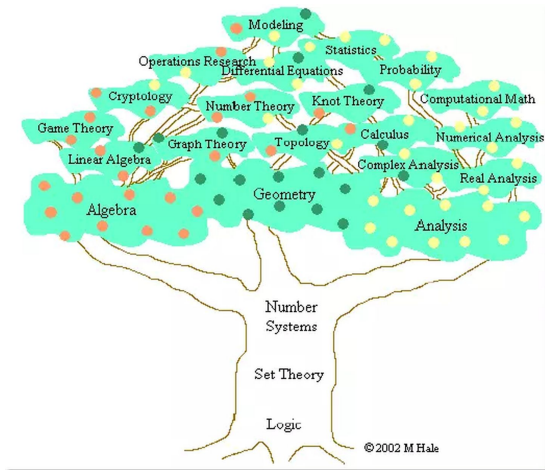 Modeling
Statistics
Operations Research
Differential Equations
Probability
Cryptology
Number Theory
Knot Theory
Computational Math
Game Theory
Graph Theory
Topology
Calculus
Numerical Analysis
Linear Algebra
Complex Analysis
Real Analysis
Algebra
Geometry
Analysis
Number
Systems
Set Theory
Logic
©2002 M Hale